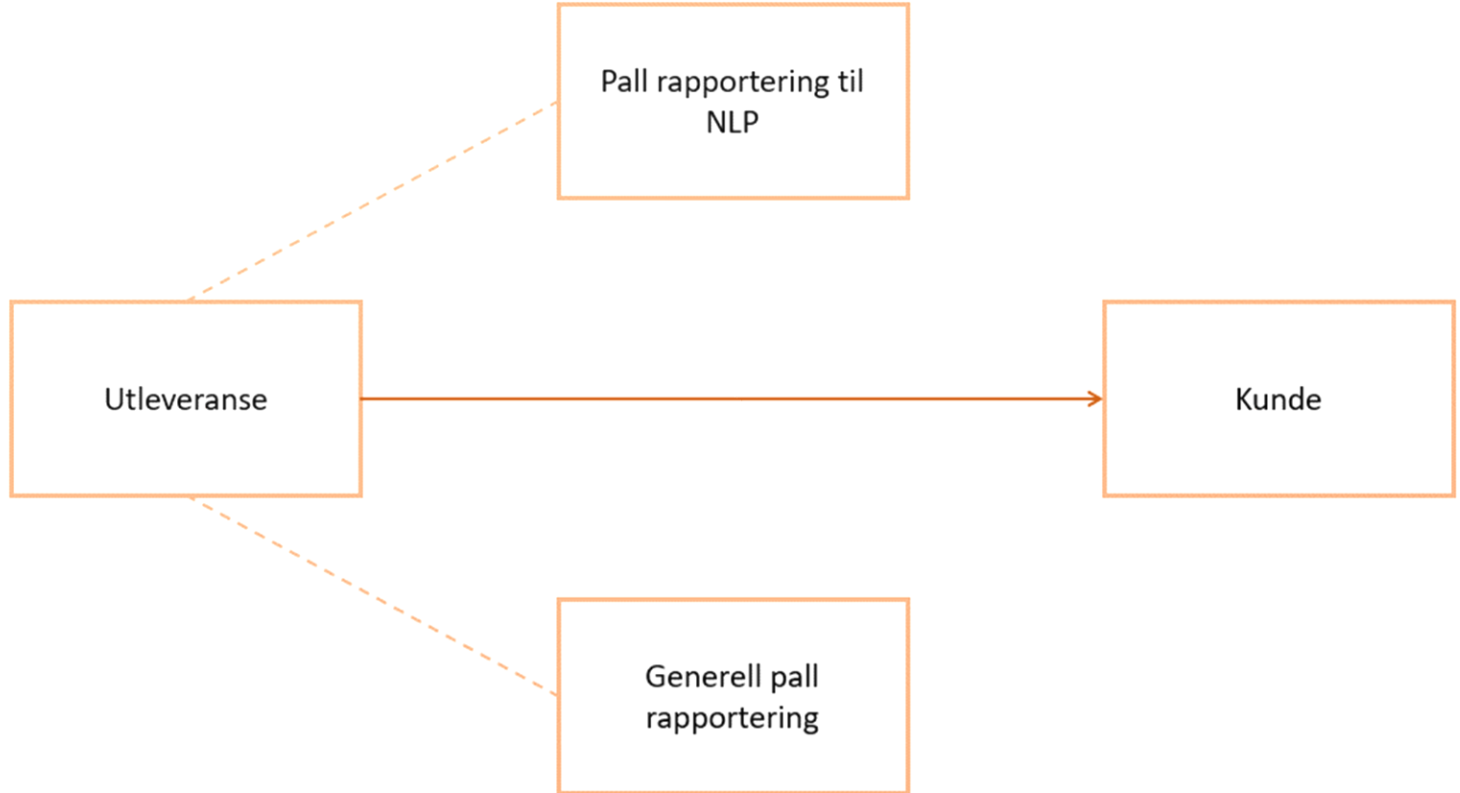 Pall rapportering til
NLP
Utleveranse
Kunde
Generell pall
rapportering